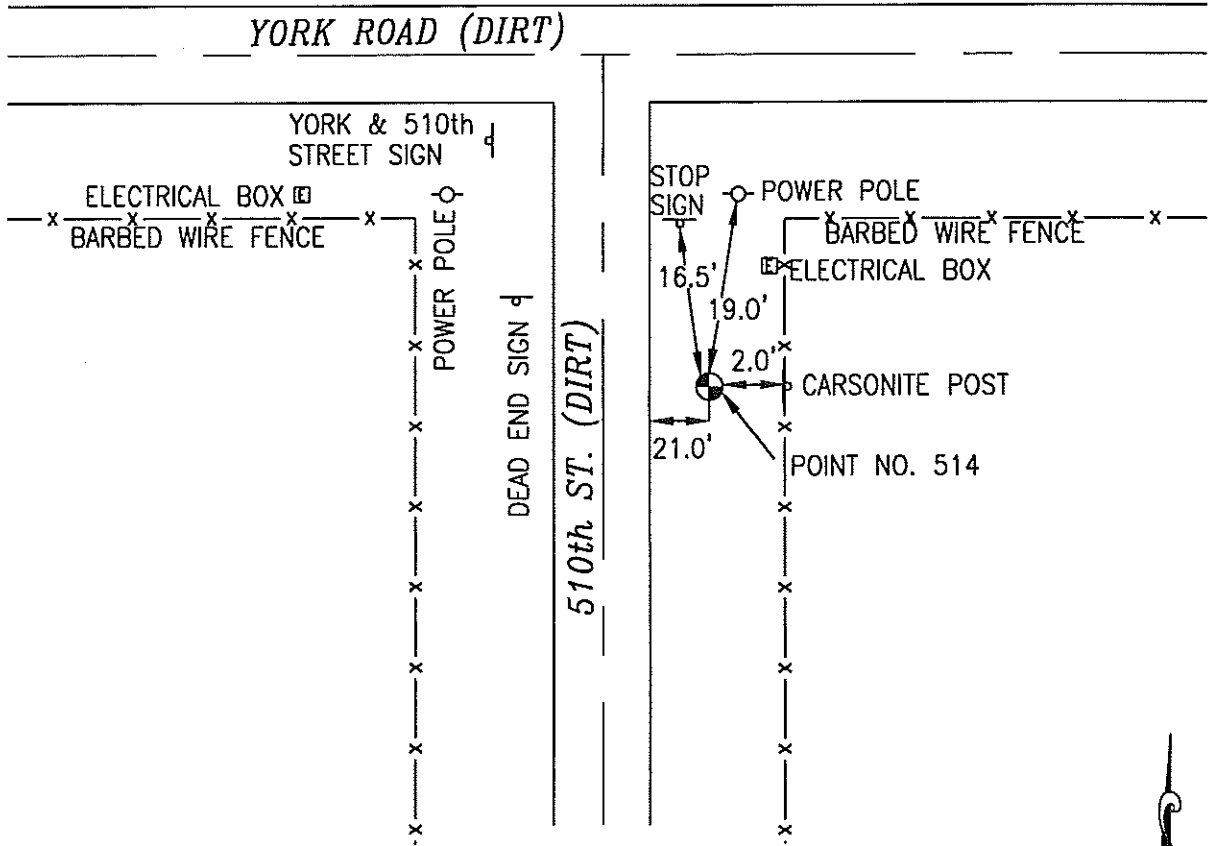 YORK ROAD (DIRT)
YORK & 510th
STREET SIGN
ELECTRICAL BOX E
BARBED WIRE FENCE
POWER POLE
DEAD END SIGN
510th ST. (DIRT)
STOP
SIGN
POWER POLE
BARBED WIRE FENCE
E ELECTRICAL BOX
16.5'
19.0'
2.0'
CARSONITE POST
21.0'
POINT NO. 514